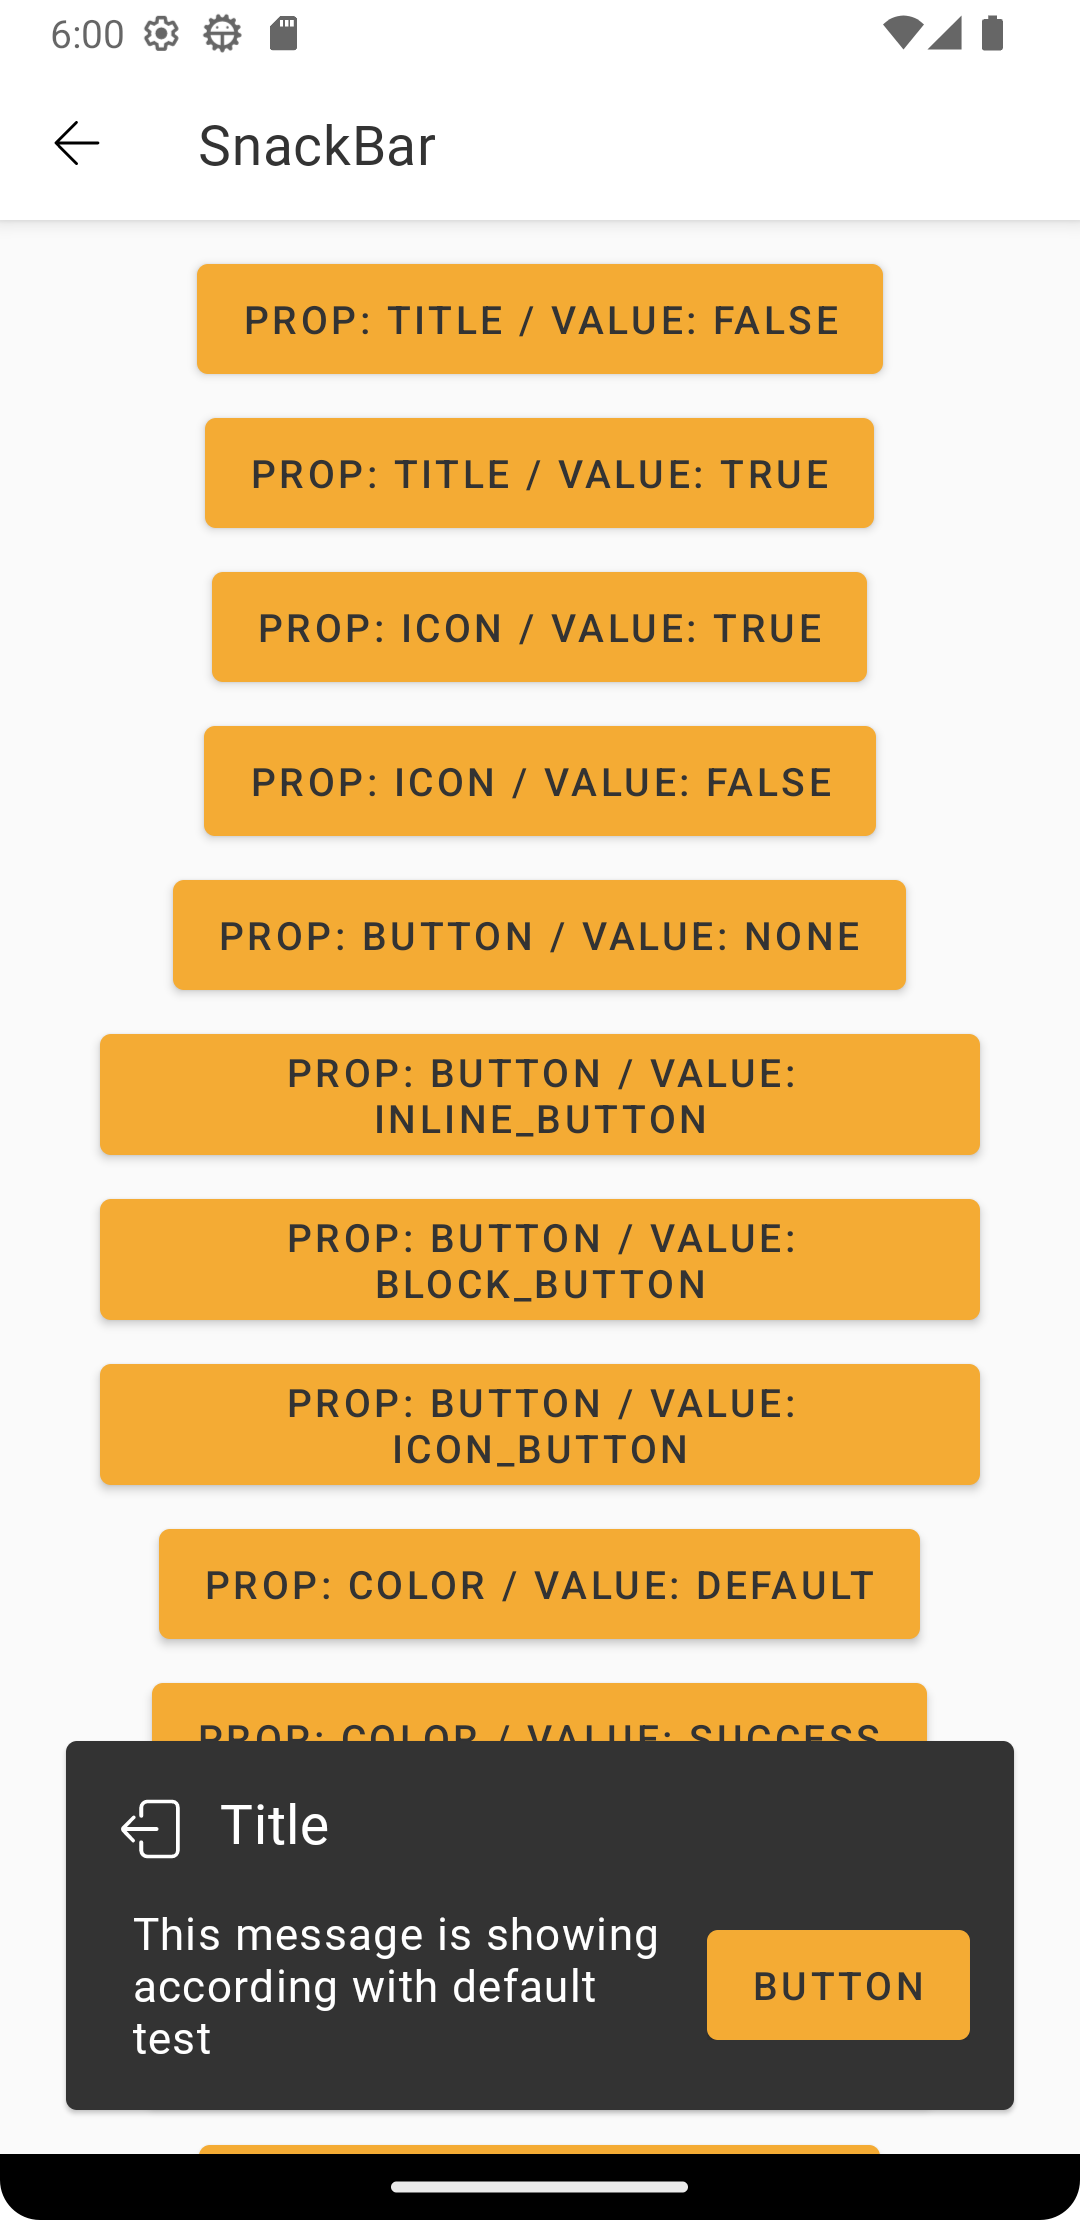 6:00
SnackBar
PROP: TITLE / VALUE: FALSE
PROP: TITLE / VALUE: TRUE
PROP: ICON / VALUE: TRUE
PROP: ICON / VALUE: FALSE
PROP: BUTTON / VALUE: NONE
PROP: BUTTON / VALUE:
INLINE_BUTTON
PROP: BUTTON / VALUE:
BLOCK_BUTTON
PROP: BUTTON / VALUE:
ICON_BUTTON
PROP: COLOR / VALUE: DEFAULT
PROP: COLOR / VALUE: SUCCESS
Title
This message is showing
according with default
test
BUTTON